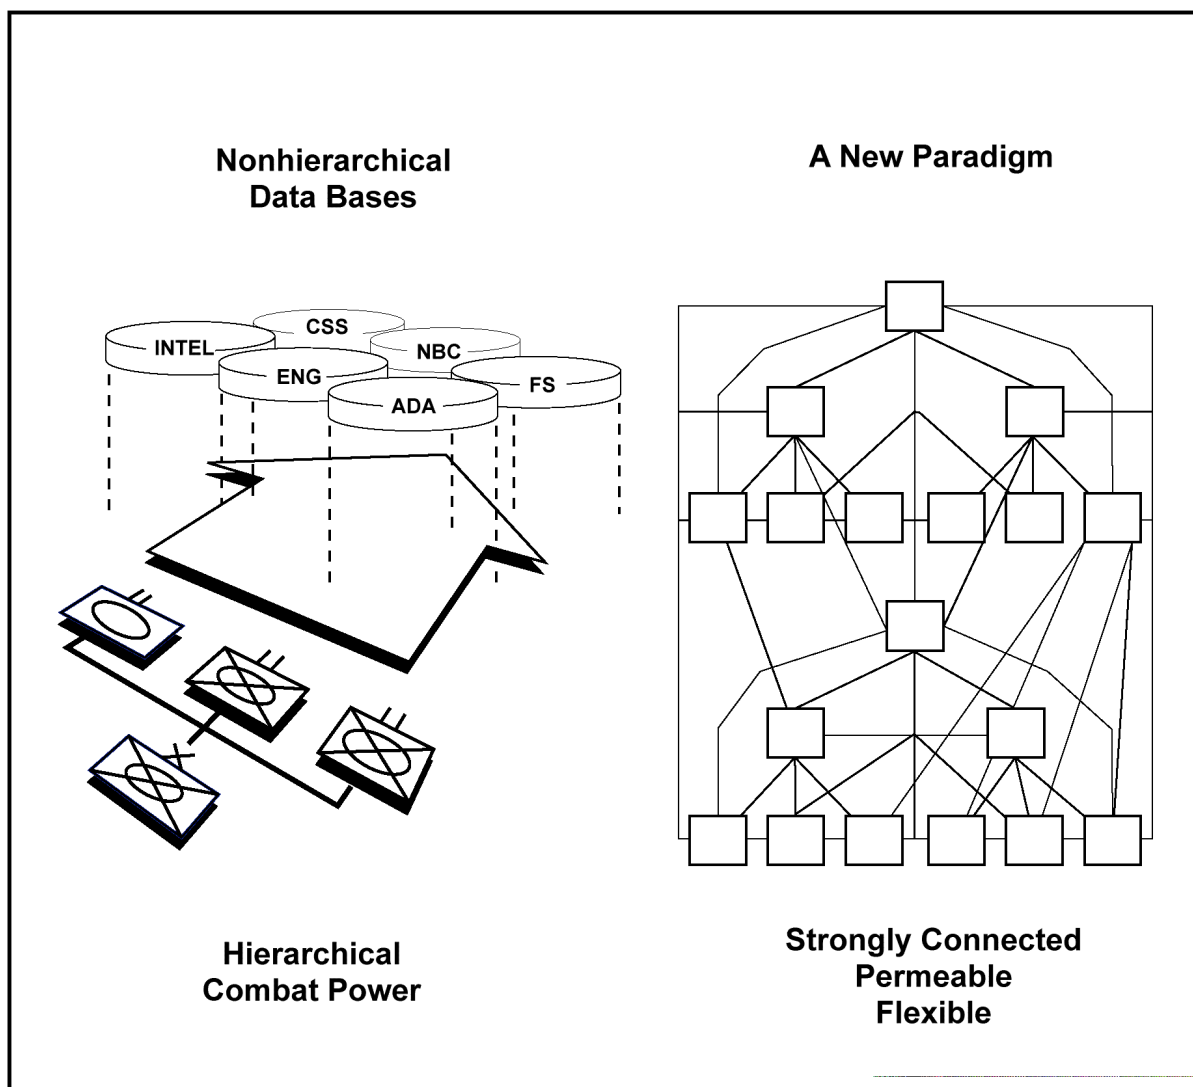 Nonhierarchical
Data Bases
A New Paradigm
CSS
INTEL
NBC
ENG
FS
ADA
Hierarchical
Combat Power
Strongly Connected
Permeable
Flexible